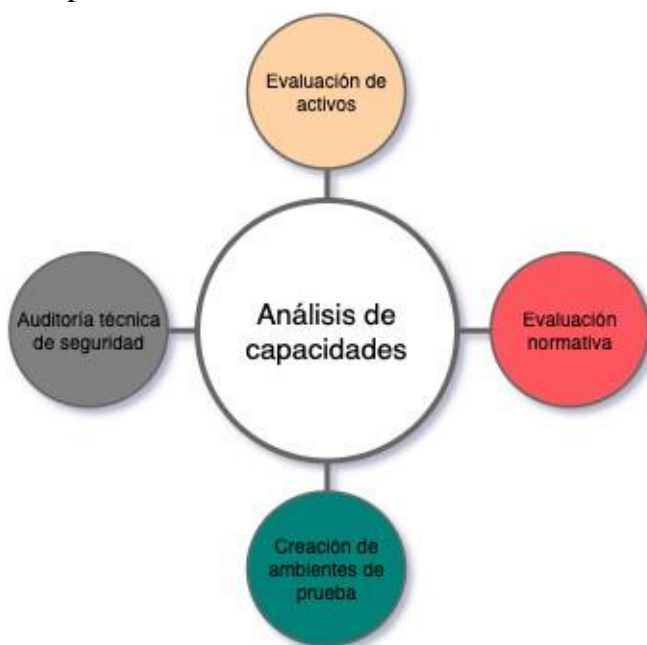 Evaluación de
activos
Auditoría técnica
de seguridad
Análisis de
capacidades
Evaluación
normativa
Creación de
ambientes de
prueba